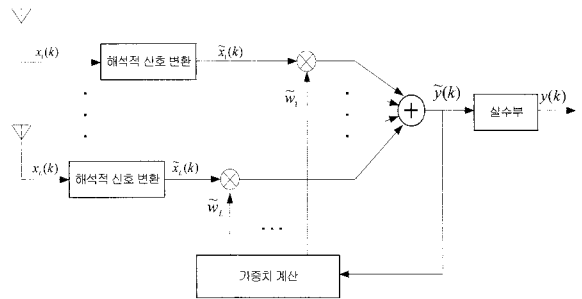 x₁(k)
해석적 신호 변환
x̃₁(k)
w̃₁
ỹ(k)
실수부
y(k)
x_L(k)
해석적 신호 변환
x̃_L(k)
w̃_L
가중치 계산